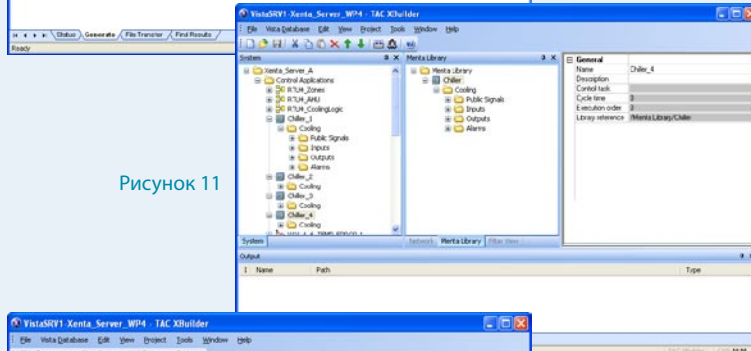 Status Generate File Transfer Find Results
Ready
VistaSRV1-Xenta_Server_WP4 - TAC XBuilder
File Vista Database Edit View Project Tools Window Help
System
Xenta_Server_A
Control Applications
RTU4_Zones
RTU4_AHU
RTU4_CoolingLogic
Chiller_1
Cooling
Public Signals
Inputs
Outputs
Alarms
Chiller_2
Cooling
Chiller_3
Cooling
Chiller_4
Cooling
System
Menta Library
Menta Library
Chiller
Cooling
Public Signals
Inputs
Outputs
Alarms
Network Menta Library Filter View
General
Name Chiller_4
Description
Control task
Cycle time 3
Execution order 3
Library reference /Menta Library/Chiller
Output
I Name Path Type
Рисунок 11
VistaSRV1-Xenta_Server_WP4 - TAC XBuilder
File Vista Database Edit View Project Tools Window Help